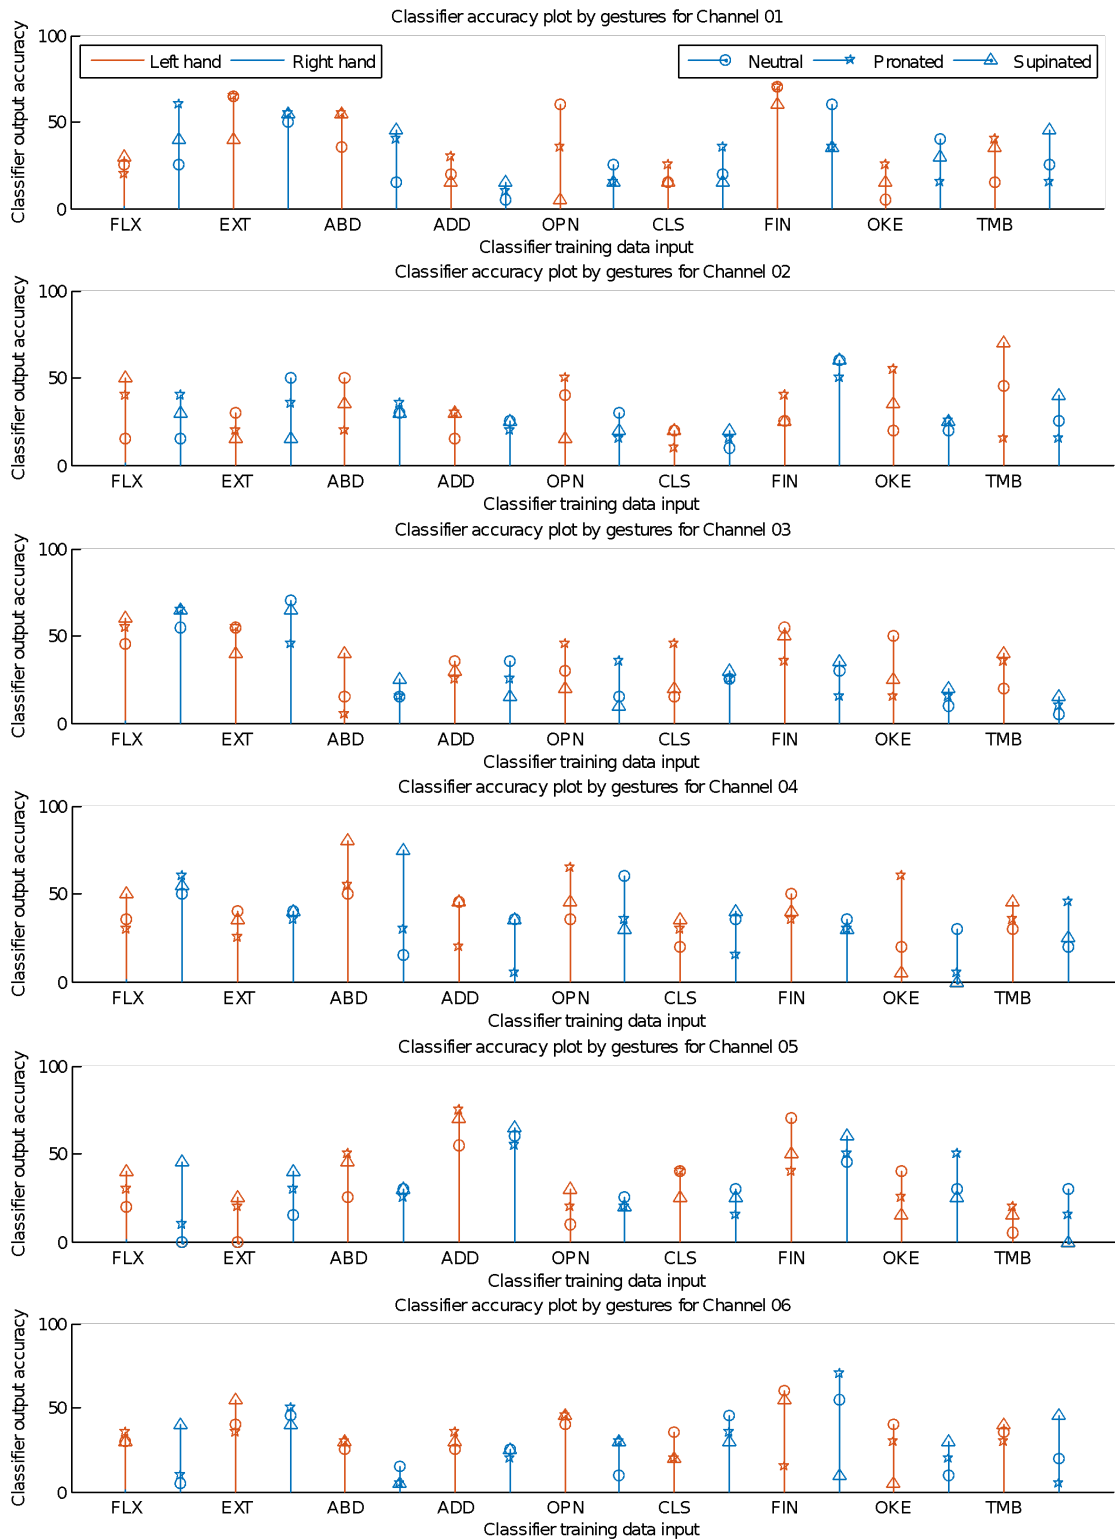 Classifier accuracy plot by gestures for Channel 01
Classifier output accuracy
100
50
0
Left hand Right hand
Neutral Pronated Supinated
FLX EXT ABD ADD OPN CLS FIN OKE TMB
Classifier training data input
Classifier accuracy plot by gestures for Channel 02
Classifier output accuracy
100
50
0
FLX EXT ABD ADD OPN CLS FIN OKE TMB
Classifier training data input
Classifier accuracy plot by gestures for Channel 03
Classifier output accuracy
100
50
0
FLX EXT ABD ADD OPN CLS FIN OKE TMB
Classifier training data input
Classifier accuracy plot by gestures for Channel 04
Classifier output accuracy
100
50
0
FLX EXT ABD ADD OPN CLS FIN OKE TMB
Classifier training data input
Classifier accuracy plot by gestures for Channel 05
Classifier output accuracy
100
50
0
FLX EXT ABD ADD OPN CLS FIN OKE TMB
Classifier training data input
Classifier accuracy plot by gestures for Channel 06
Classifier output accuracy
100
50
0
FLX EXT ABD ADD OPN CLS FIN OKE TMB
Classifier training data input